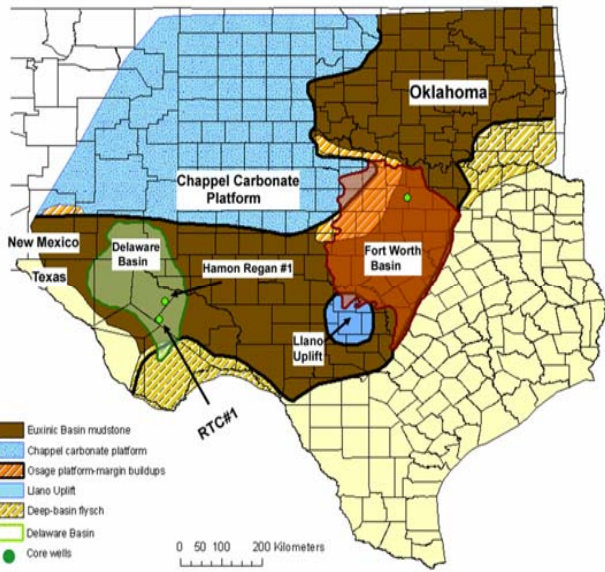 Oklahoma
Chappel Carbonate
Platform
New Mexico
Delaware
Basin
Hamon Regan #1
Fort Worth
Basin
Texas
Llano
Uplift
RTC#1
Euxinic Basin mudstone
Chappel carbonate platform
Osage platform-margin buildups
Llano Uplift
Deep-basin flysch
Delaware Basin
Core wells
0 50 100 200 Kilometers